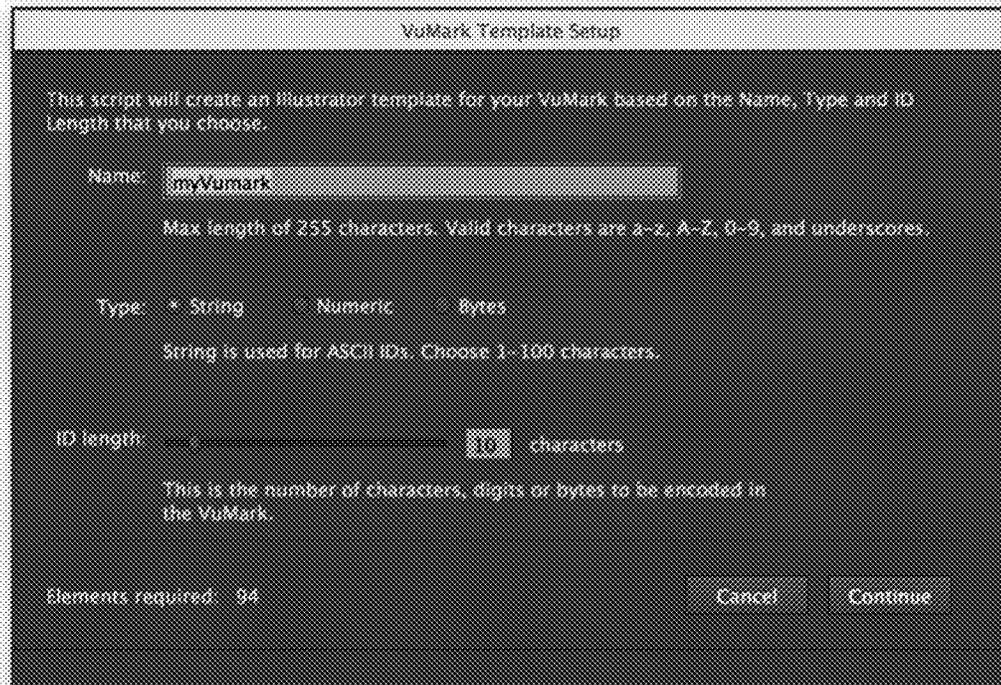 VuMark Template Setup
This script will create an Illustrator template for your VuMark based on the Name, Type and ID
Length that you choose.
Name: myVumark
Max length of 255 characters. Valid characters are a-z, A-Z, 0-9, and underscores.
Type: String Numeric Bytes
String is used for ASCII IDs. Choose 1-100 characters.
ID length: 10 characters
This is the number of characters, digits or bytes to be encoded in
the VuMark.
Elements required: 94 Cancel Continue